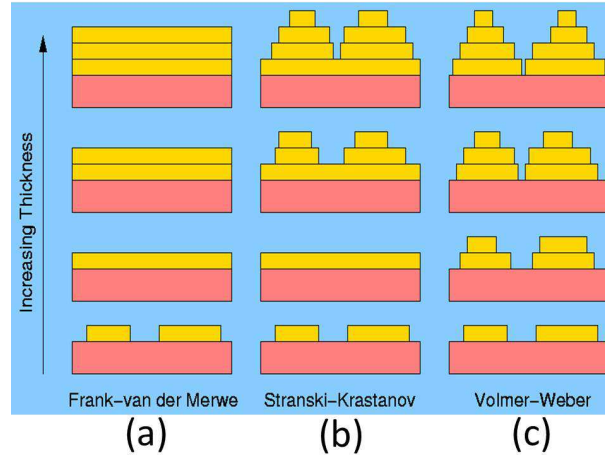 Increasing Thickness
Frank-van der Merwe
Stranski-Krastanov
Volmer-Weber
(a)
(b)
(c)